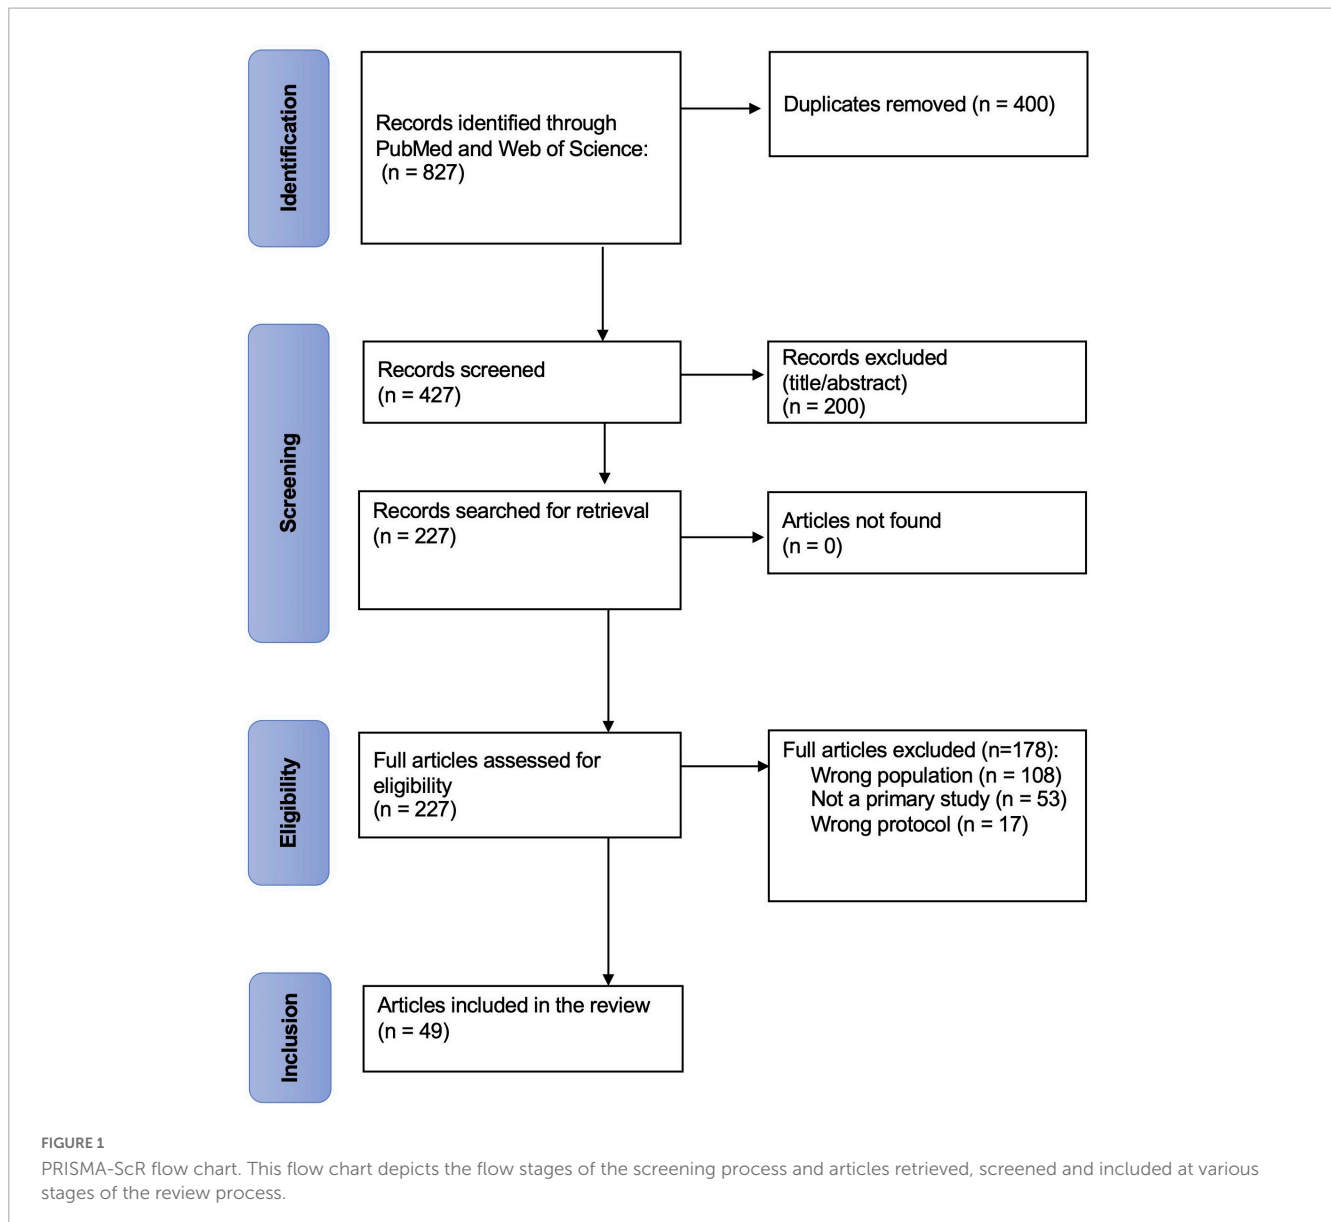 Identification
Records identified through
PubMed and Web of Science:
(n = 827)
Duplicates removed (n = 400)
Screening
Records screened
(n = 427)
Records excluded
(title/abstract)
(n = 200)
Records searched for retrieval
(n = 227)
Articles not found
(n = 0)
Eligibility
Full articles assessed for
eligibility
(n = 227)
Full articles excluded (n=178):
Wrong population (n = 108)
Not a primary study (n = 53)
Wrong protocol (n = 17)
Inclusion
Articles included in the review
(n = 49)
FIGURE 1
PRISMA-ScR flow chart. This flow chart depicts the flow stages of the screening process and articles retrieved, screened and included at various
stages of the review process.